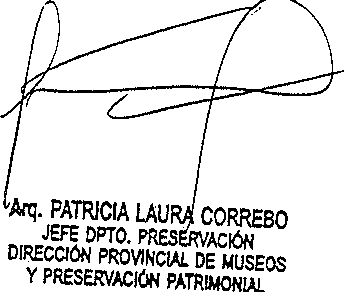 Arq. PATRICIA LAURA CORREBO
JEFE DPTO. PRESERVACIÓN
DIRECCIÓN PROVINCIAL DE MUSEOS
Y PRESERVACIÓN PATRIMONIAL